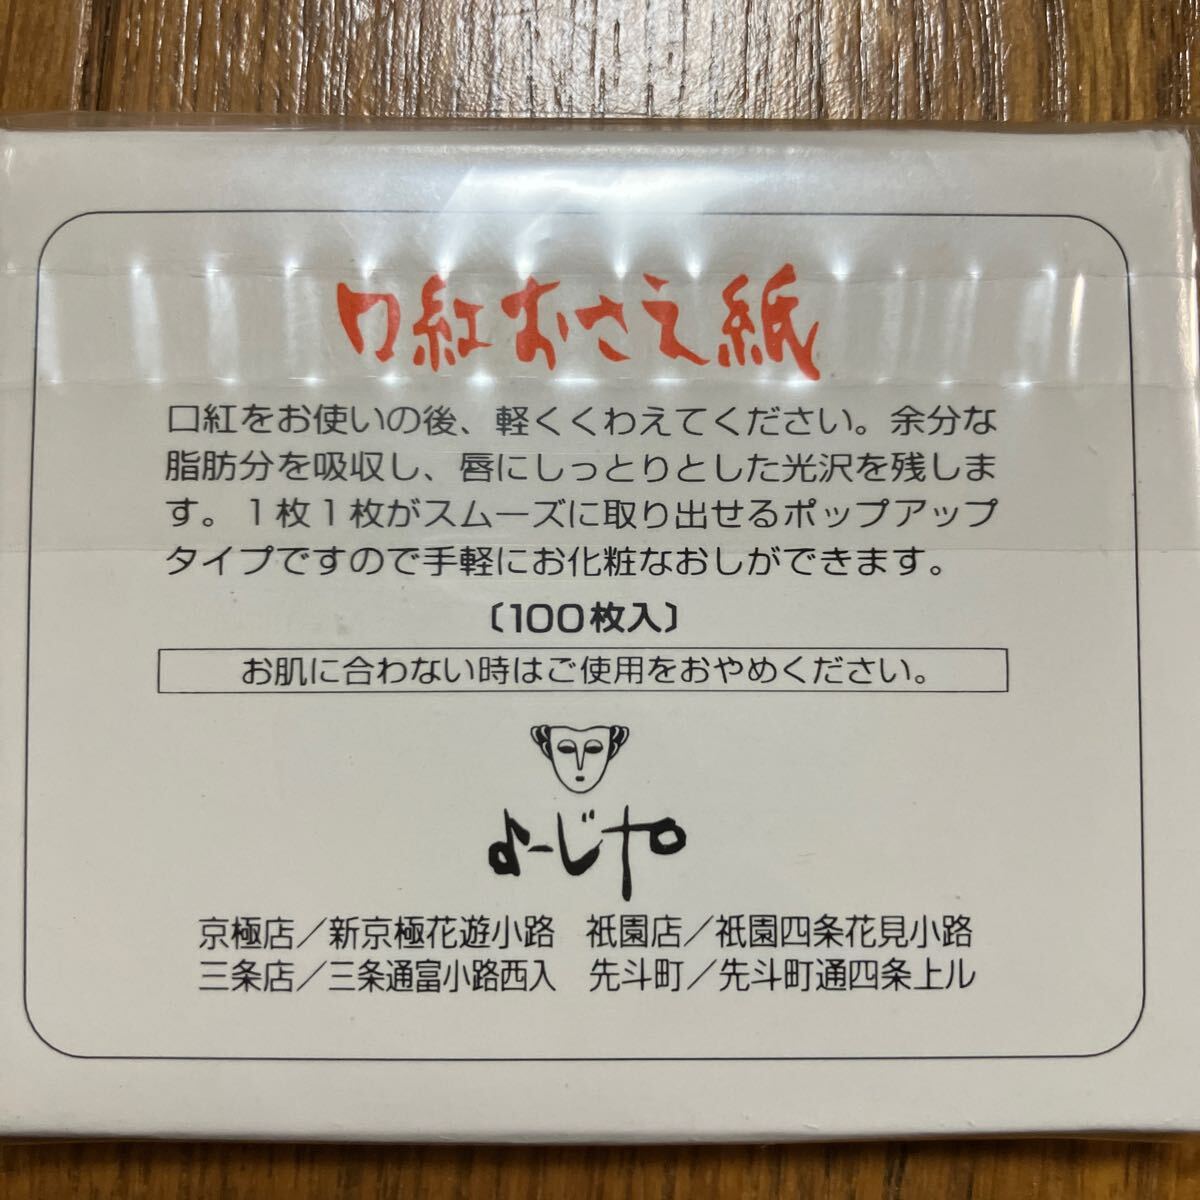 口紅おさえ紙
口紅をお使いの後、軽くくわえてください。余分な
脂肪分を吸収し、唇にしっとりとした光沢を残しま
す。１枚１枚がスムーズに取り出せるポップアップ
タイプですので手軽にお化粧なおしができます。
〔100枚入〕
お肌に合わない時はご使用をおやめください。
よーじや
京極店／新京極花遊小路　祇園店／祇園四条花見小路
三条店／三条通富小路西入　先斗町／先斗町通四条上ル